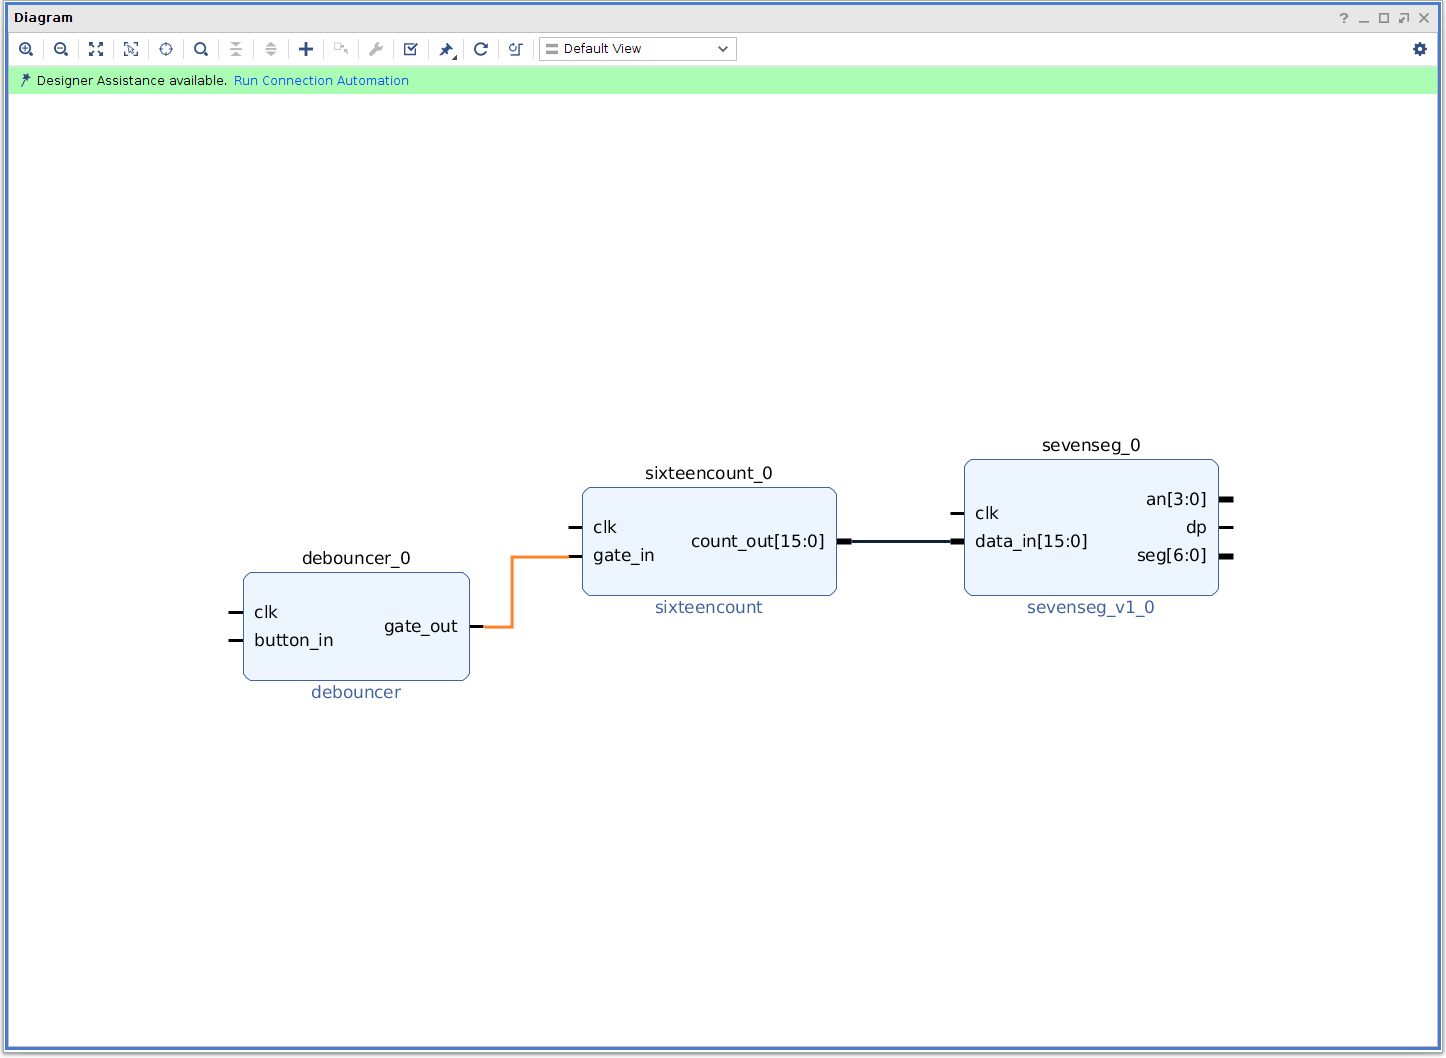 Diagram
Default View
Designer Assistance available. Run Connection Automation
sevenseg_0
an[3:0]
clk
dp
data_in[15:0]
seg[6:0]
sevenseg_v1_0
sixteencount_0
clk
count_out[15:0]
gate_in
sixteencount
debouncer_0
clk
gate_out
button_in
debouncer